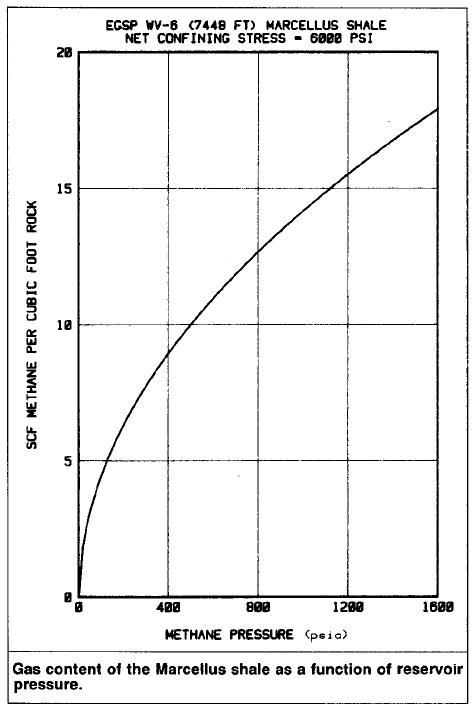 EGSP WV-6 (7448 FT) MARCELLUS SHALE
NET CONFINING STRESS = 6000 PSI
20
15
10
5
0
SCF METHANE PER CUBIC FOOT ROCK
0 400 800 1200 1600
METHANE PRESSURE (psia)
Gas content of the Marcellus shale as a function of reservoir
pressure.